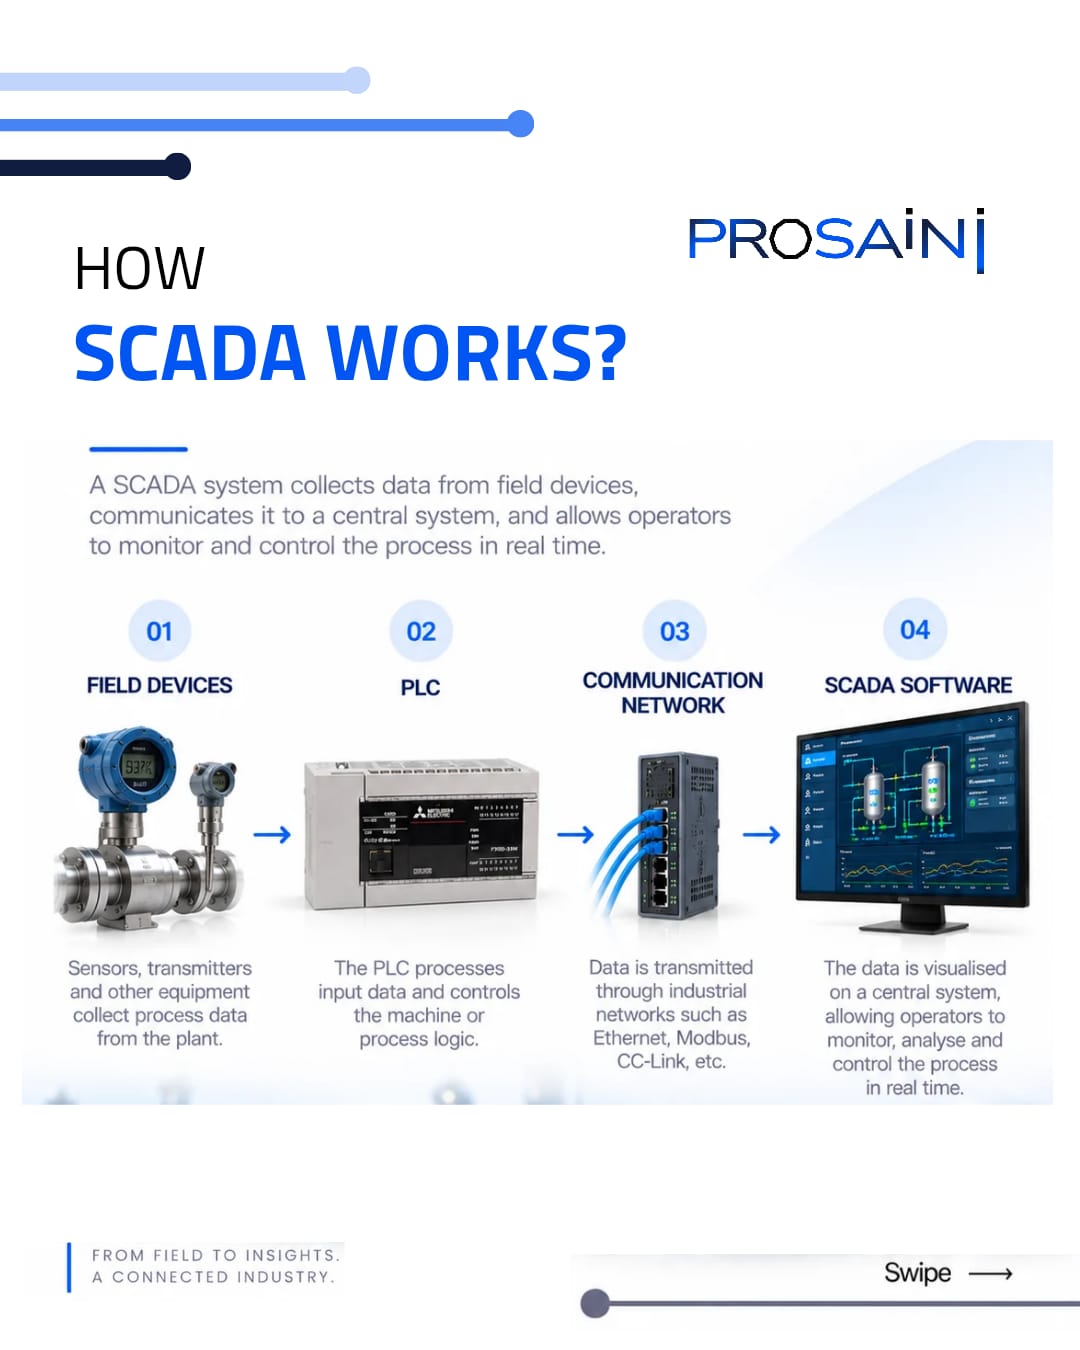 PROSAINI
HOW
SCADA WORKS?
A SCADA system collects data from field devices,
communicates it to a central system, and allows operators
to monitor and control the process in real time.
01
FIELD DEVICES
02
PLC
03
COMMUNICATION
NETWORK
04
SCADA SOFTWARE
937%
MITSUBISHI
ELECTRIC
Sensors, transmitters
and other equipment
collect process data
from the plant.
The PLC processes
input data and controls
the machine or
process logic.
Data is transmitted
through industrial
networks such as
Ethernet, Modbus,
CC-Link, etc.
The data is visualised
on a central system,
allowing operators to
monitor, analyse and
control the process
in real time.
FROM FIELD TO INSIGHTS.
A CONNECTED INDUSTRY.
Swipe